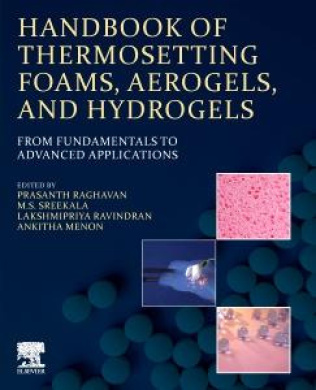 HANDBOOK OF
THERMOSETTING
FOAMS, AEROGELS,
AND HYDROGELS
FROM FUNDAMENTALS TO
ADVANCED APPLICATIONS
EDITED BY
PRASANTH RAGHAVAN
M.S. SREEKALA
LAKSHMIPRIYA RAVINDRAN
ANKITHA MENON
ELSEVIER